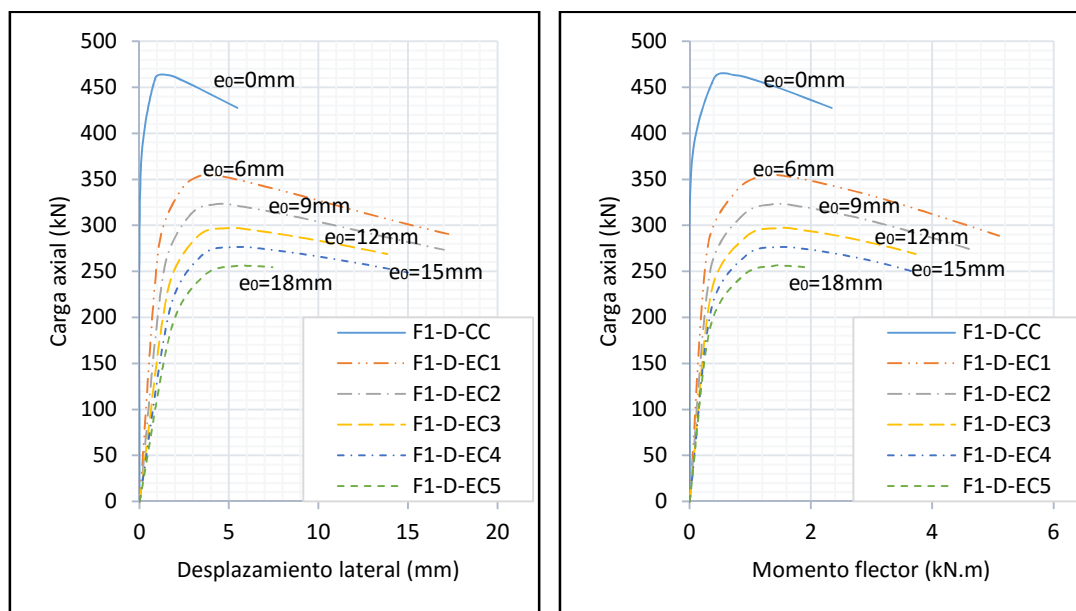 500
450
400
350
300
250
200
150
100
50
0
Carga axial (kN)
e₀=0mm
e₀=6mm
e₀=9mm
e₀=12mm
e₀=15mm
e₀=18mm
F1-D-CC
F1-D-EC1
F1-D-EC2
F1-D-EC3
F1-D-EC4
F1-D-EC5
0 5 10 15 20
Desplazamiento lateral (mm)
500
450
400
350
300
250
200
150
100
50
0
Carga axial (kN)
e₀=0mm
e₀=6mm
e₀=9mm
e₀=12mm
e₀=15mm
e₀=18mm
F1-D-CC
F1-D-EC1
F1-D-EC2
F1-D-EC3
F1-D-EC4
F1-D-EC5
0 2 4 6
Momento flector (kN.m)